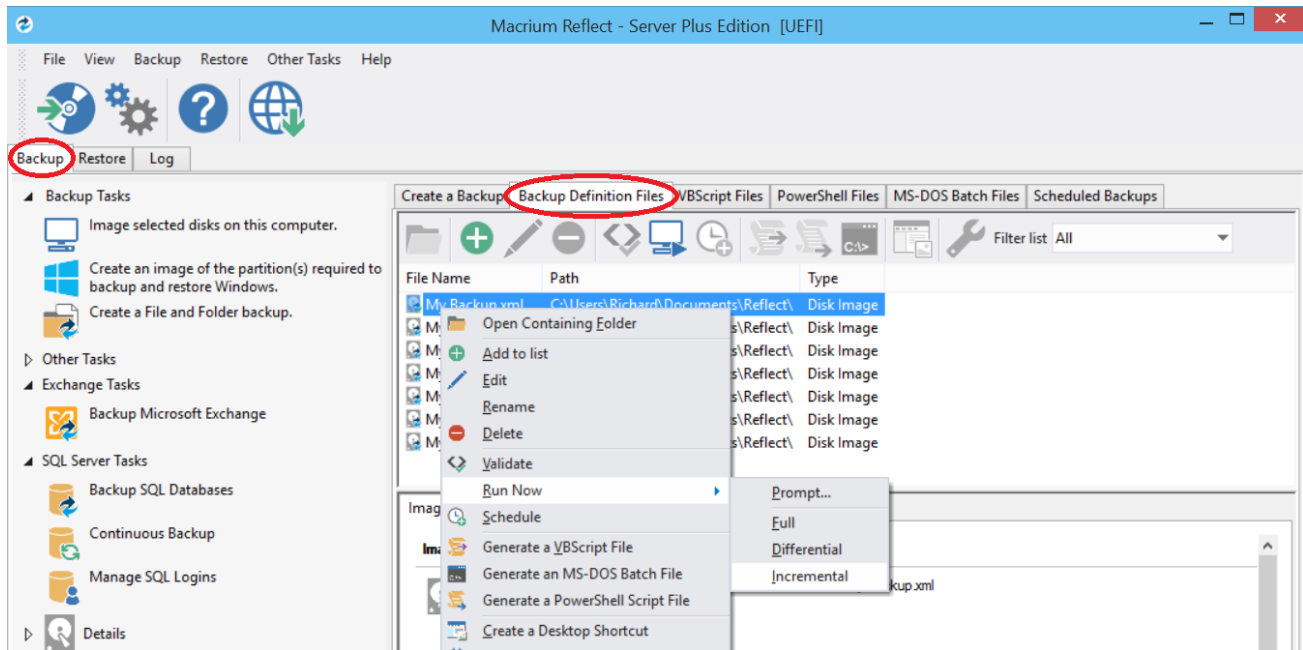 Macrium Reflect - Server Plus Edition [UEFI]
File View Backup Restore Other Tasks Help
Backup Restore Log
Backup Tasks
Image selected disks on this computer.
Create an image of the partition(s) required to
backup and restore Windows.
Create a File and Folder backup.
Other Tasks
Exchange Tasks
Backup Microsoft Exchange
SQL Server Tasks
Backup SQL Databases
Continuous Backup
Manage SQL Logins
Details
Create a Backup Backup Definition Files VBScript Files PowerShell Files MS-DOS Batch Files Scheduled Backups
C:\> Filter list All
File Name Path Type
My Backup.xml C:\Users\Richard\Documents\Reflect\ Disk Image
M s\Reflect\ Disk Image
M s\Reflect\ Disk Image
M s\Reflect\ Disk Image
M s\Reflect\ Disk Image
M s\Reflect\ Disk Image
M s\Reflect\ Disk Image
Open Containing Folder
Add to list
Edit
Rename
Delete
Validate
Run Now
Schedule
Generate a VBScript File
Generate an MS-DOS Batch File
Generate a PowerShell Script File
Create a Desktop Shortcut
Prompt...
Full
Differential
Incremental
Imag
Ima
kup.xml